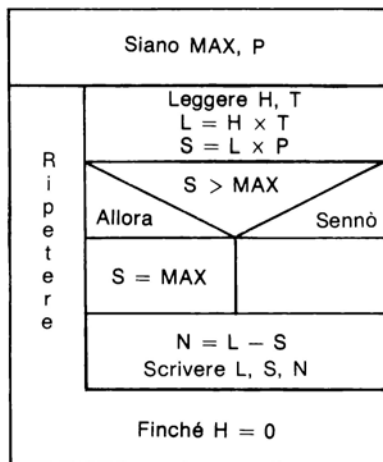 Siano MAX, P
Leggere H, T
L = H × T
S = L × P
Ripetere
S > MAX
Allora
Sennò
S = MAX
N = L − S
Scrivere L, S, N
Finché H = 0